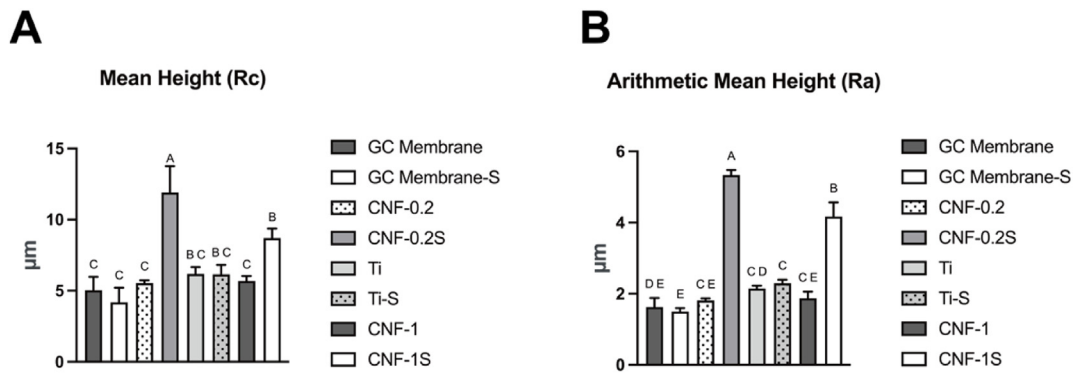 A
Mean Height (Rc)
15
10
5
0
µm
C
C
C
A
B C
B C
C
B
GC Membrane
GC Membrane-S
CNF-0.2
CNF-0.2S
Ti
Ti-S
CNF-1
CNF-1S
B
Arithmetic Mean Height (Ra)
6
4
2
0
µm
D E
E
C E
A
C D
C
C E
B
GC Membrane
GC Membrane-S
CNF-0.2
CNF-0.2S
Ti
Ti-S
CNF-1
CNF-1S